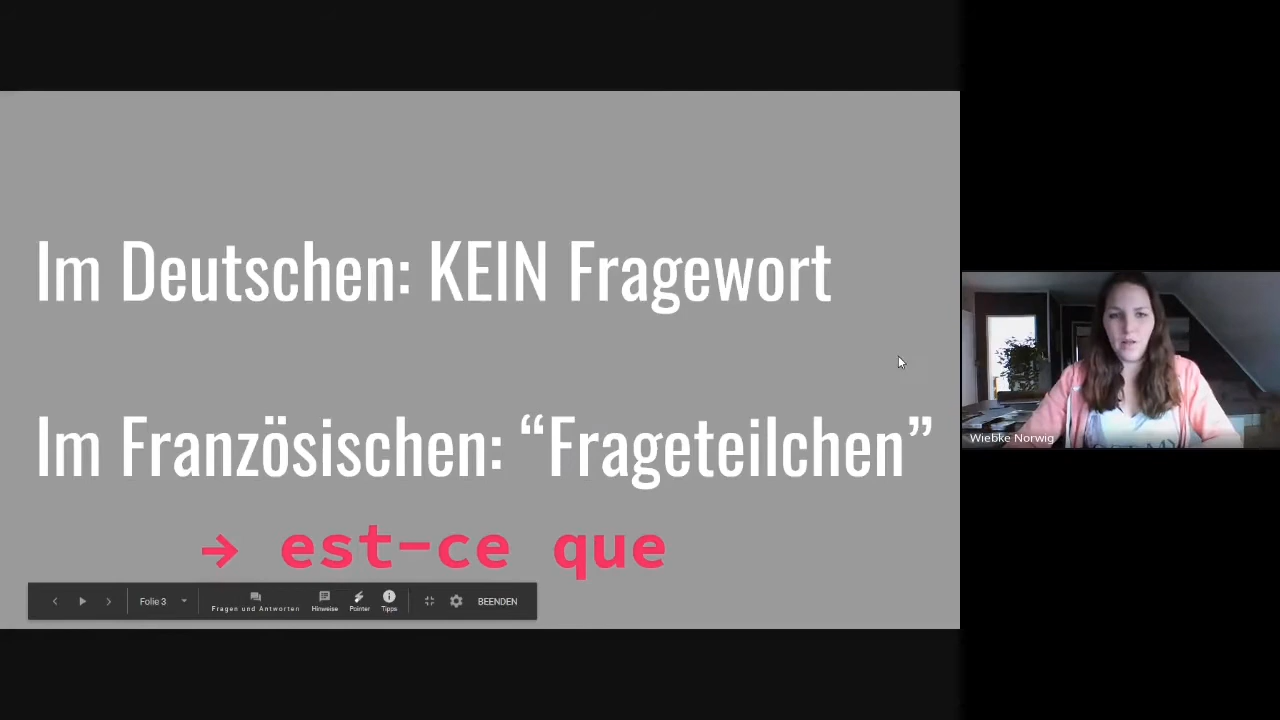 Im Deutschen: KEIN Fragewort
Im Französischen: “Frageteilchen”
→ est-ce que
Folie 3
Fragen und Antworten
Hinweise
Pointer
Tipps
BEENDEN
Wiebke Norwig